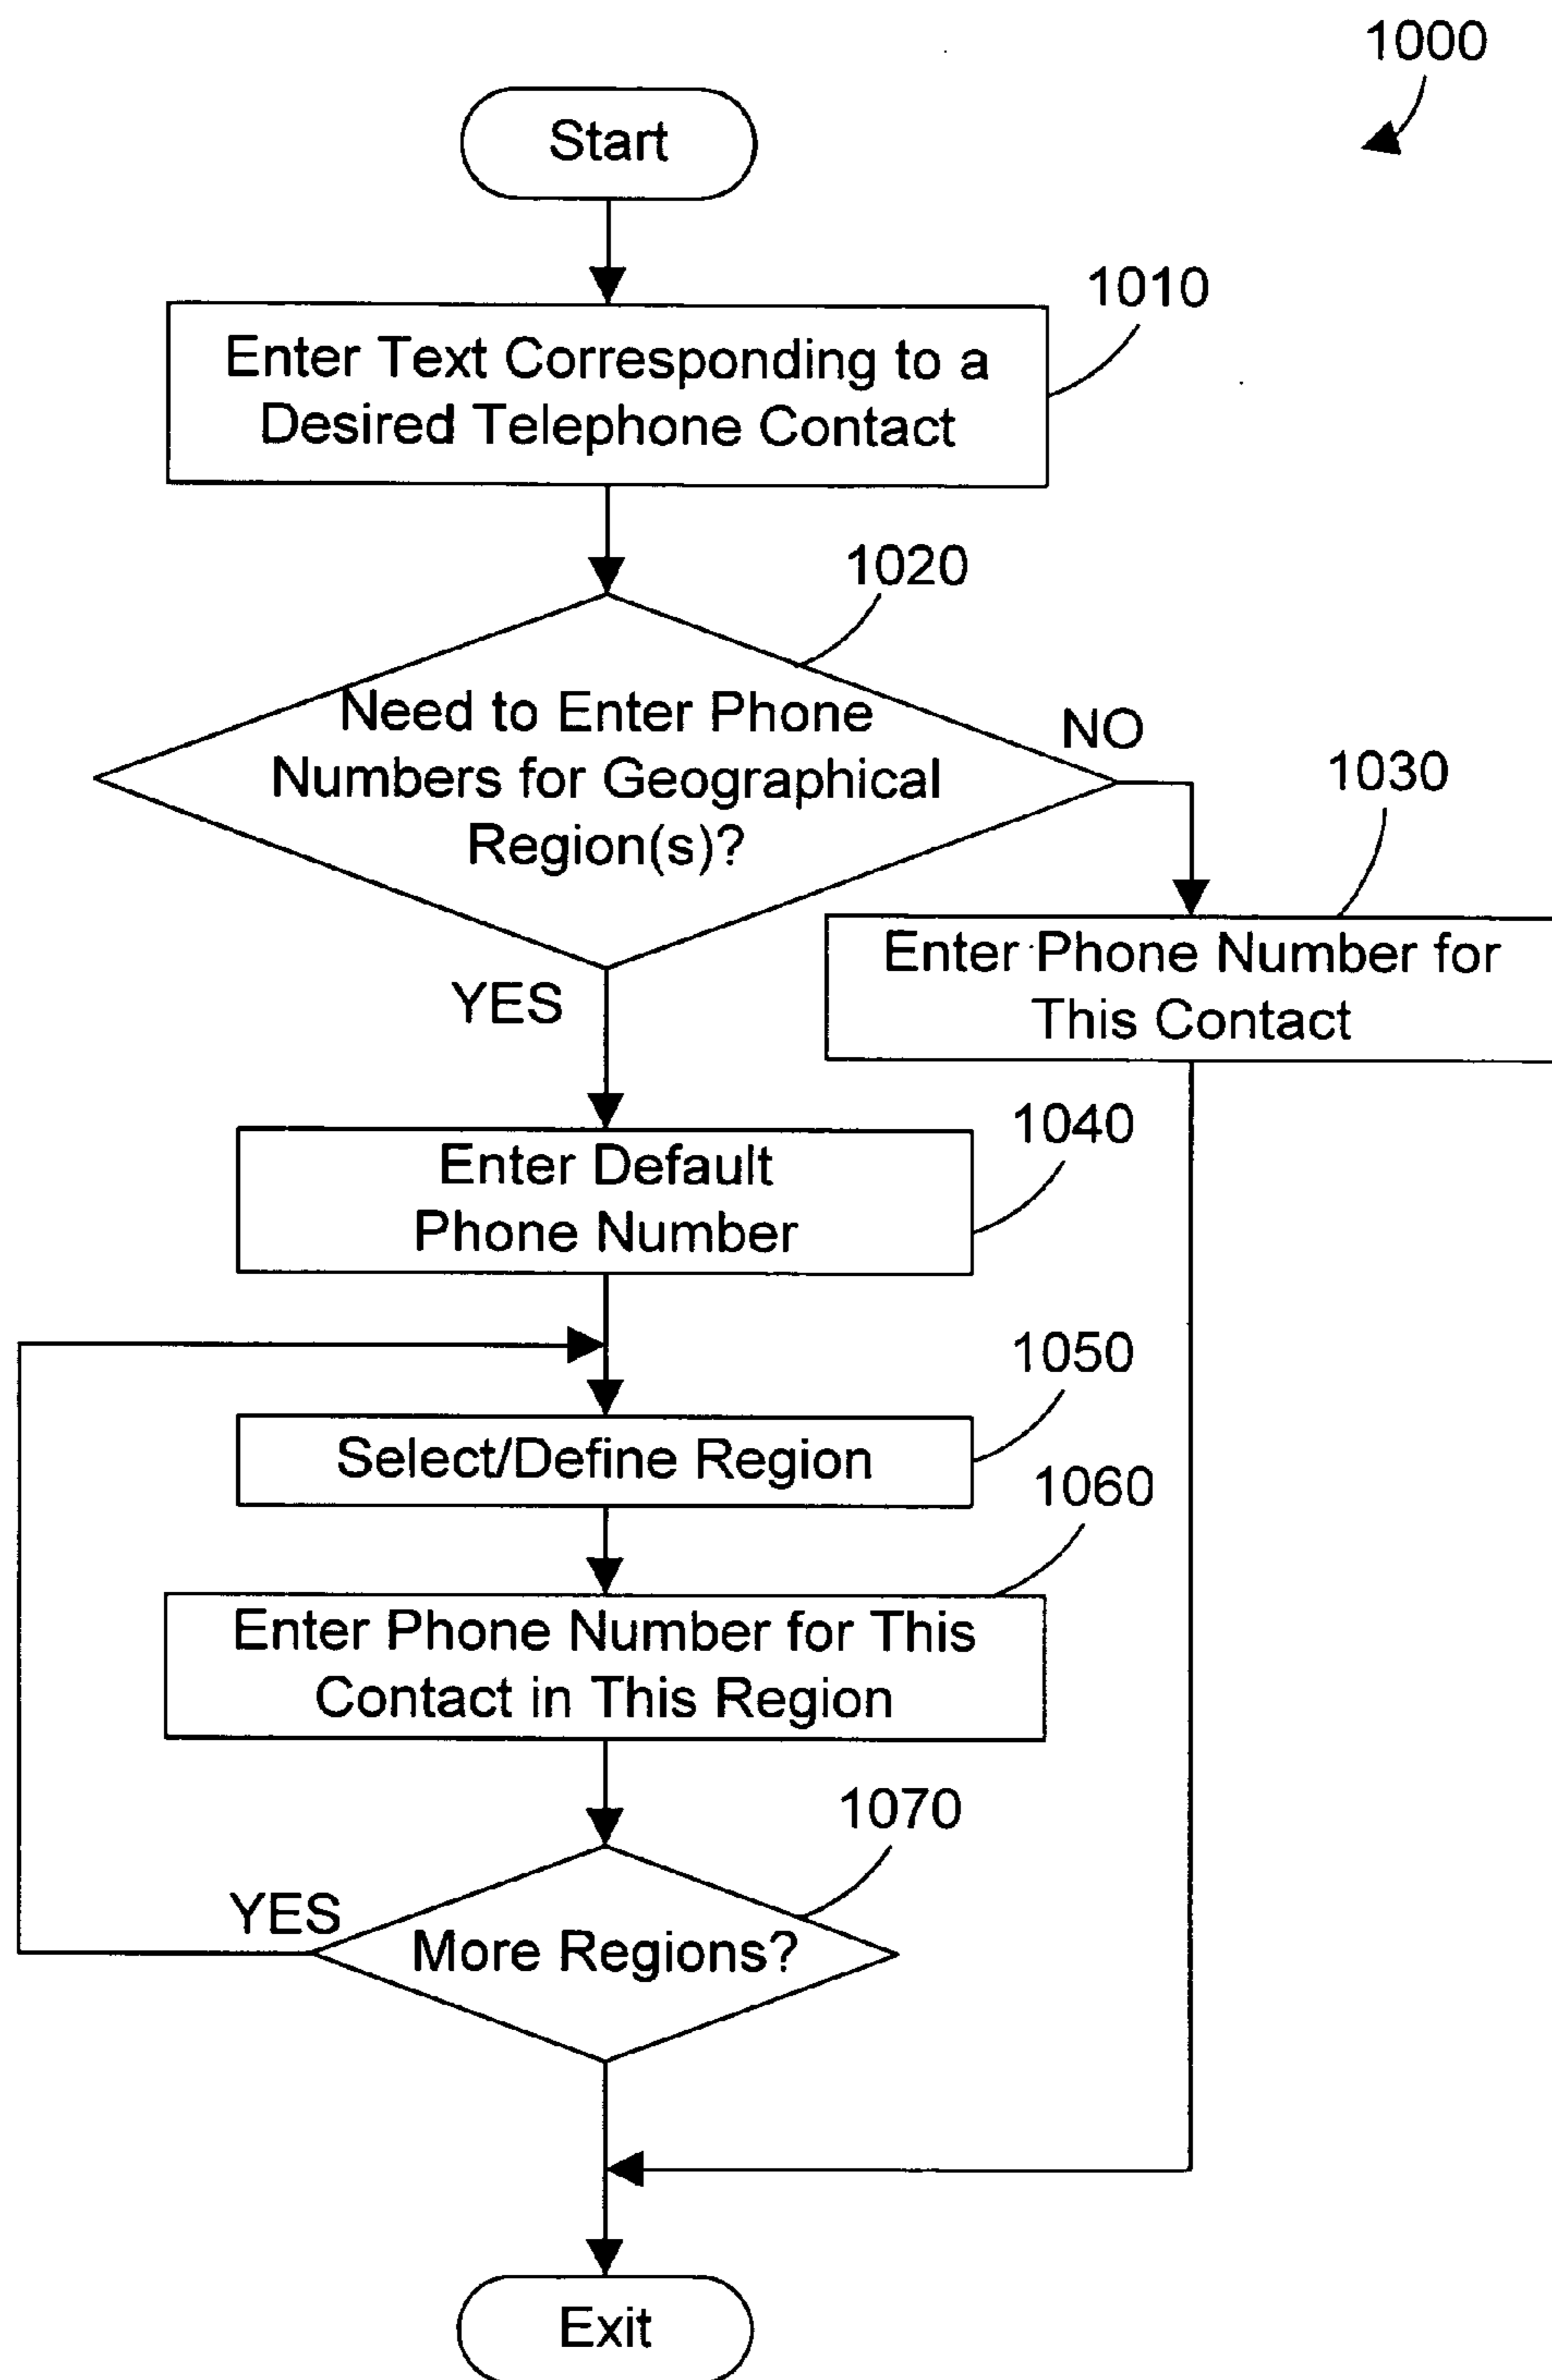 1000
Start
1010
Enter Text Corresponding to a
Desired Telephone Contact
1020
Need to Enter Phone
Numbers for Geographical
Region(s)?
NO
1030
Enter Phone Number for
This Contact
YES
1040
Enter Default
Phone Number
1050
Select/Define Region
1060
Enter Phone Number for This
Contact in This Region
1070
YES
More Regions?
Exit